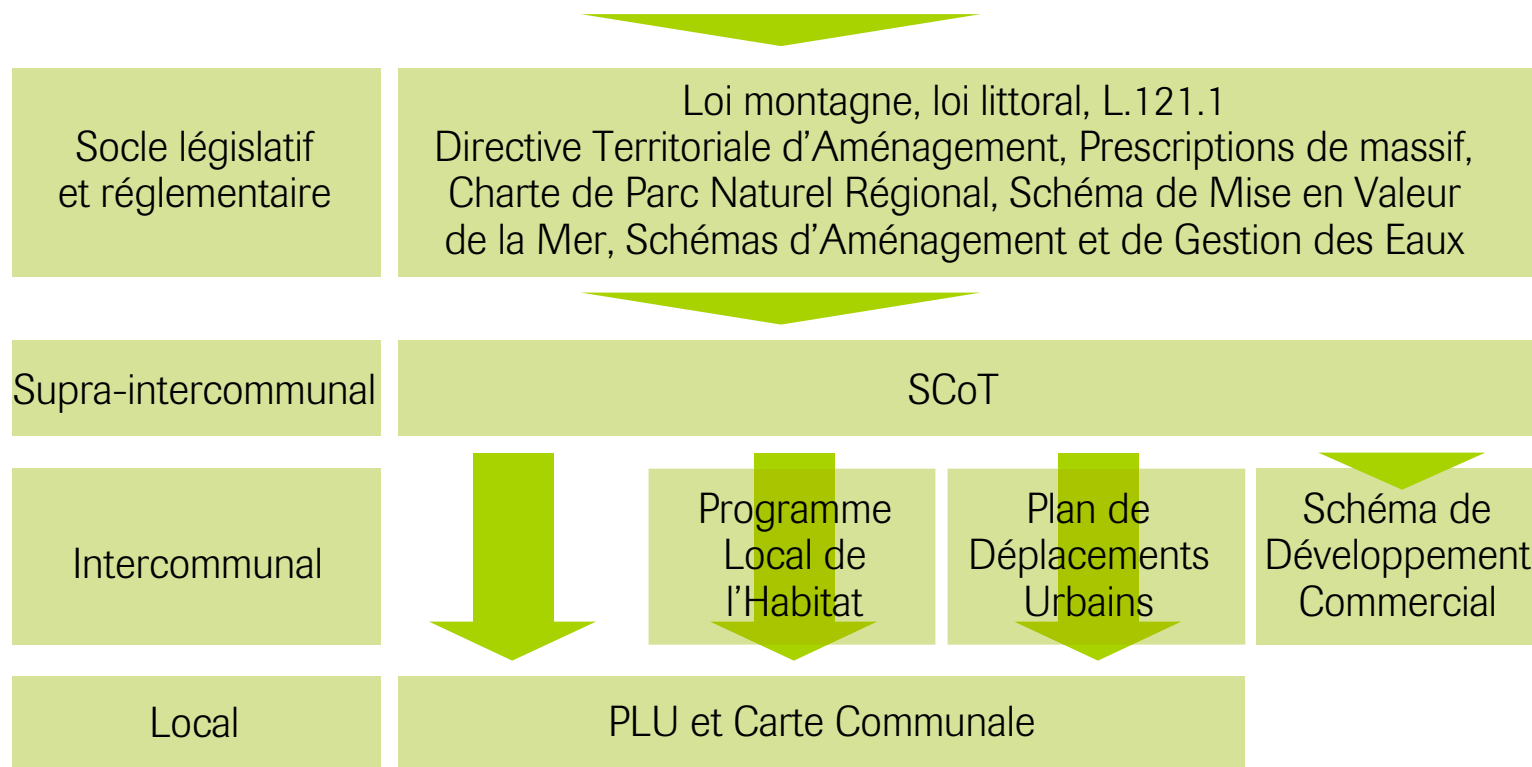 Socle législatif
et réglementaire
Loi montagne, loi littoral, L.121.1
Directive Territoriale d’Aménagement, Prescriptions de massif,
Charte de Parc Naturel Régional, Schéma de Mise en Valeur
de la Mer, Schémas d’Aménagement et de Gestion des Eaux
Supra-intercommunal
SCoT
Intercommunal
Programme
Local de
l’Habitat
Plan de
Déplacements
Urbains
Schéma de
Développement
Commercial
Local
PLU et Carte Communale